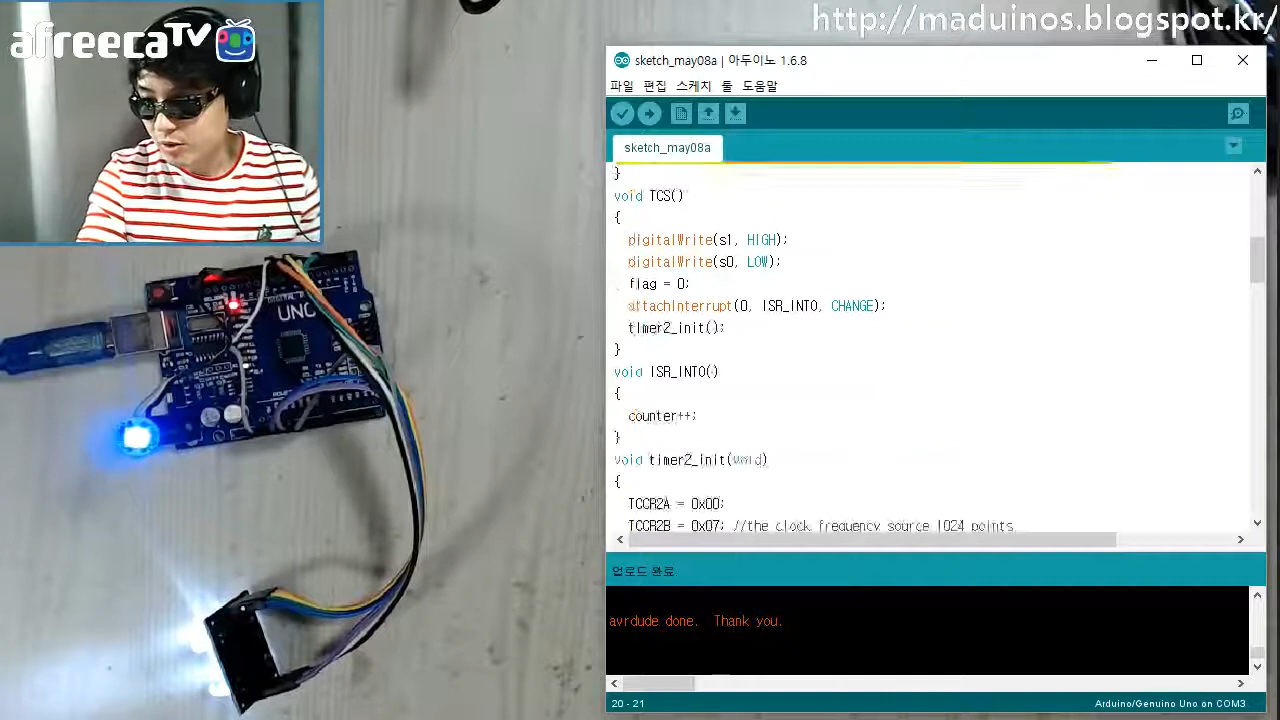 afreecaTV
http://maduinos.blogspot.kr/
sketch_may08a | 아두이노 1.6.8
파일 편집 스케치 툴 도움말
sketch_may08a
}
void TCS()
{
digitalWrite(s1, HIGH);
digitalWrite(s0, LOW);
flag = 0;
attachInterrupt(0, ISR_INTO, CHANGE);
timer2_init();
}
void ISR_INTO()
{
counter++;
}
void timer2_init(void)
{
TCCR2A = 0x00;
TCCR2B = 0x07; //the clock frequency source 1024 points
업로드 완료.
avrdude done.  Thank you.
20 - 21
Arduino/Genuino Uno on COM3
UNO